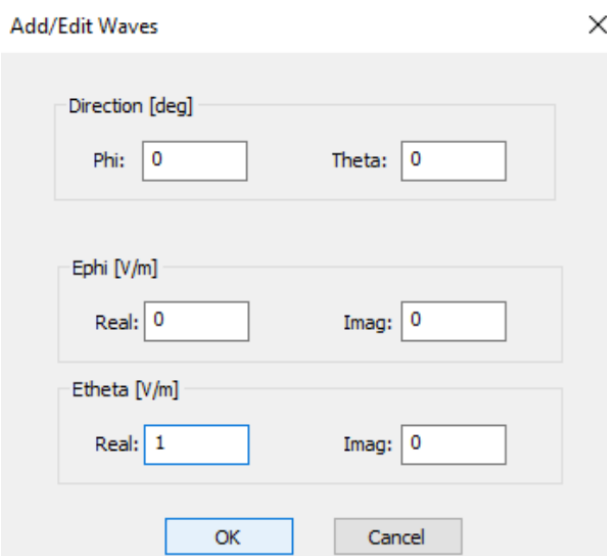 Add/Edit Waves
Direction [deg]
Phi: 0 Theta: 0
Ephi [V/m]
Real: 0 Imag: 0
Etheta [V/m]
Real: 1 Imag: 0
OK Cancel